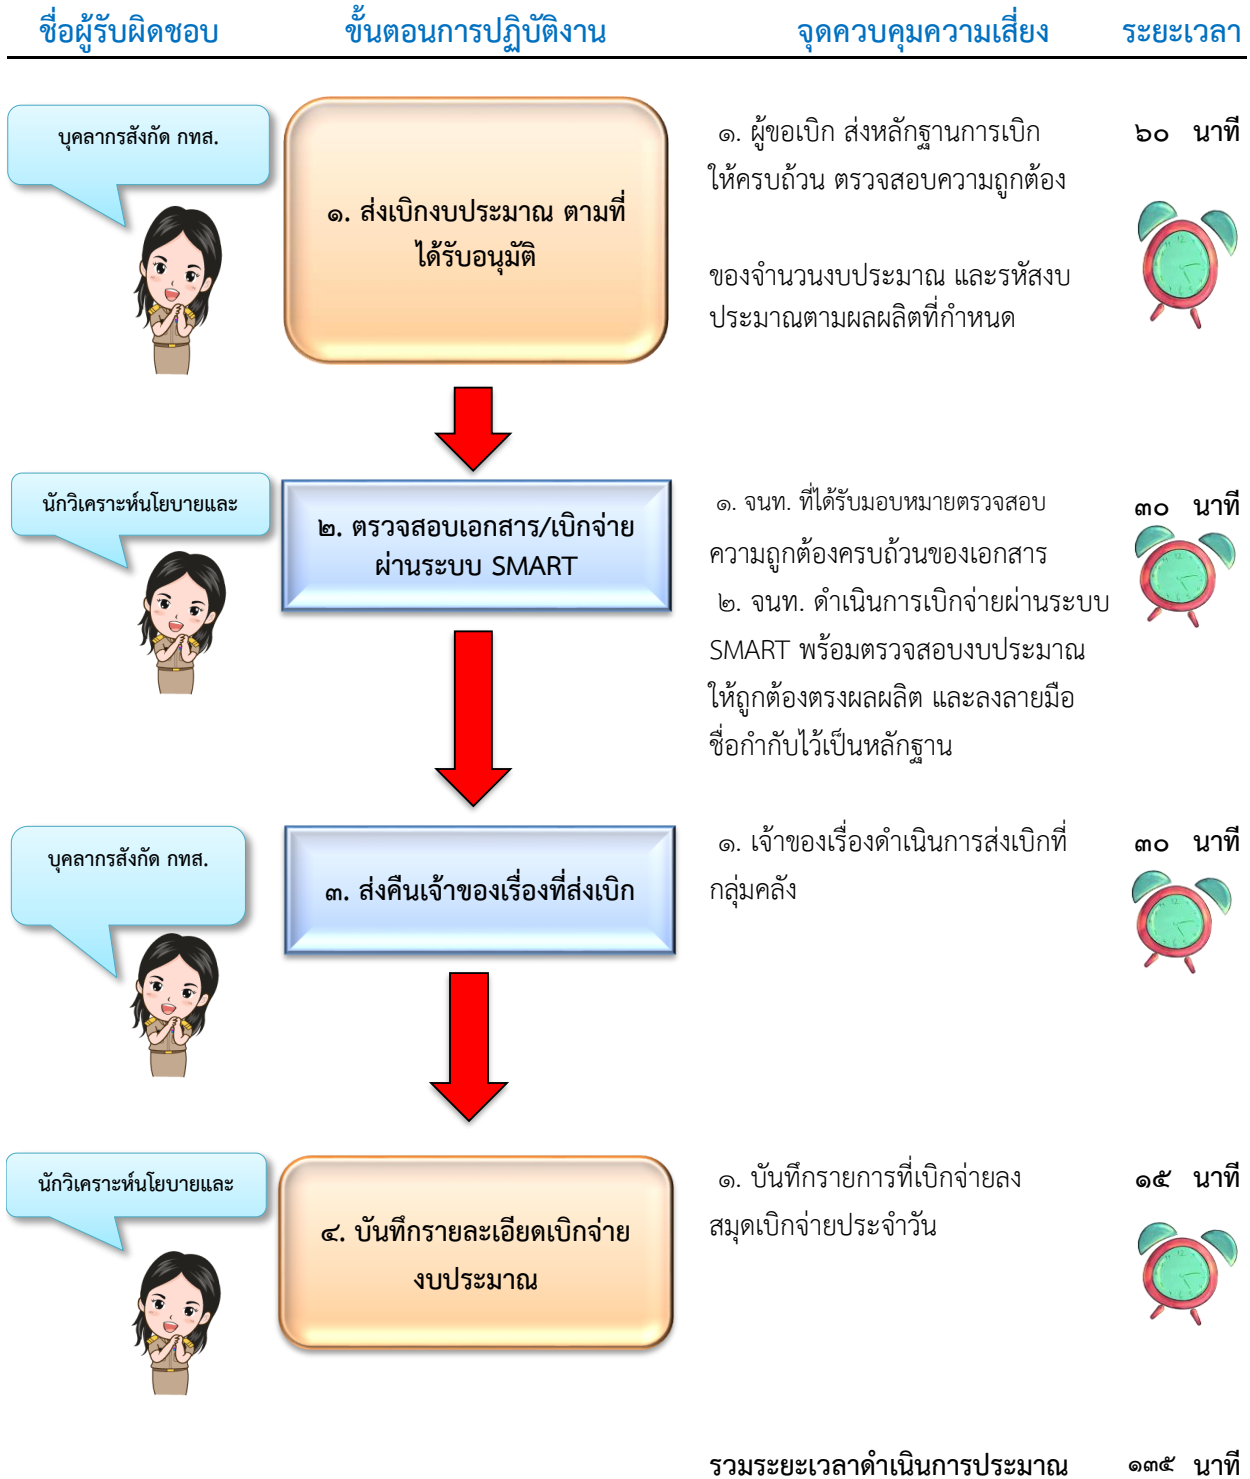 ชื่อผู้รับผิดชอบ ขั้นตอนการปฏิบัติงาน จุดควบคุมความเสี่ยง ระยะเวลา
บุคลากรสังกัด กทส.
๑. ส่งเบิกงบประมาณ ตามที่
ได้รับอนุมัติ
๑. ผู้ขอเบิก ส่งหลักฐานการเบิก
ให้ครบถ้วน ตรวจสอบความถูกต้อง
ของจำนวนงบประมาณ และรหัสงบ
ประมาณตามผลผลิตที่กำหนด
๖๐ นาที
นักวิเคราะห์นโยบายและ
๒. ตรวจสอบเอกสาร/เบิกจ่าย
ผ่านระบบ SMART
๑. จนท. ที่ได้รับมอบหมายตรวจสอบ
ความถูกต้องครบถ้วนของเอกสาร
๒. จนท. ดำเนินการเบิกจ่ายผ่านระบบ
SMART พร้อมตรวจสอบงบประมาณ
ให้ถูกต้องตรงผลผลิต และลงลายมือ
ชื่อกำกับไว้เป็นหลักฐาน
๓๐ นาที
บุคลากรสังกัด กทส.
๓. ส่งคืนเจ้าของเรื่องที่ส่งเบิก
๑. เจ้าของเรื่องดำเนินการส่งเบิกที่
กลุ่มคลัง
๓๐ นาที
นักวิเคราะห์นโยบายและ
๔. บันทึกรายละเอียดเบิกจ่าย
งบประมาณ
๑. บันทึกรายการที่เบิกจ่ายลง
สมุดเบิกจ่ายประจำวัน
๑๕ นาที
รวมระยะเวลาดำเนินการประมาณ ๑๓๕ นาที